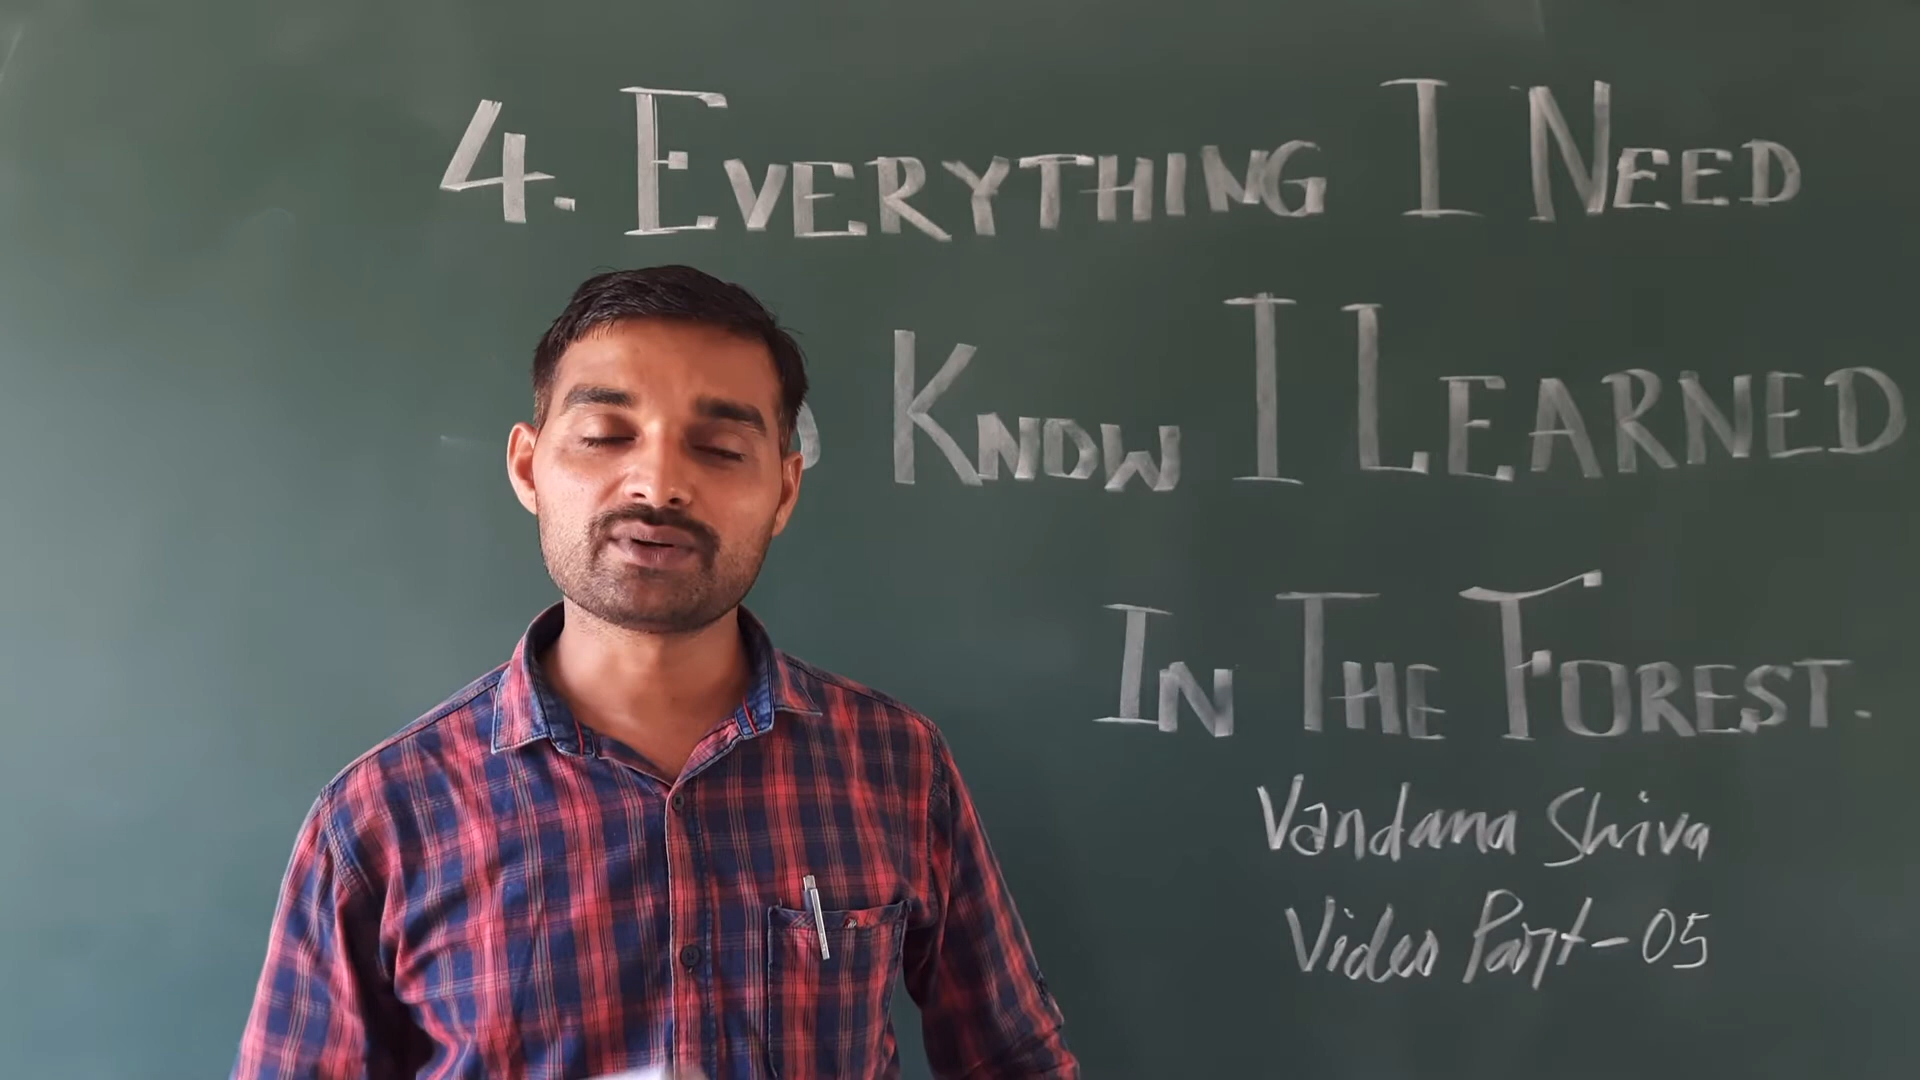 4. EVERYTHING I NEED
KNOW I LEARNED
IN THE FOREST.
Vandana Shiva
Video Part-05